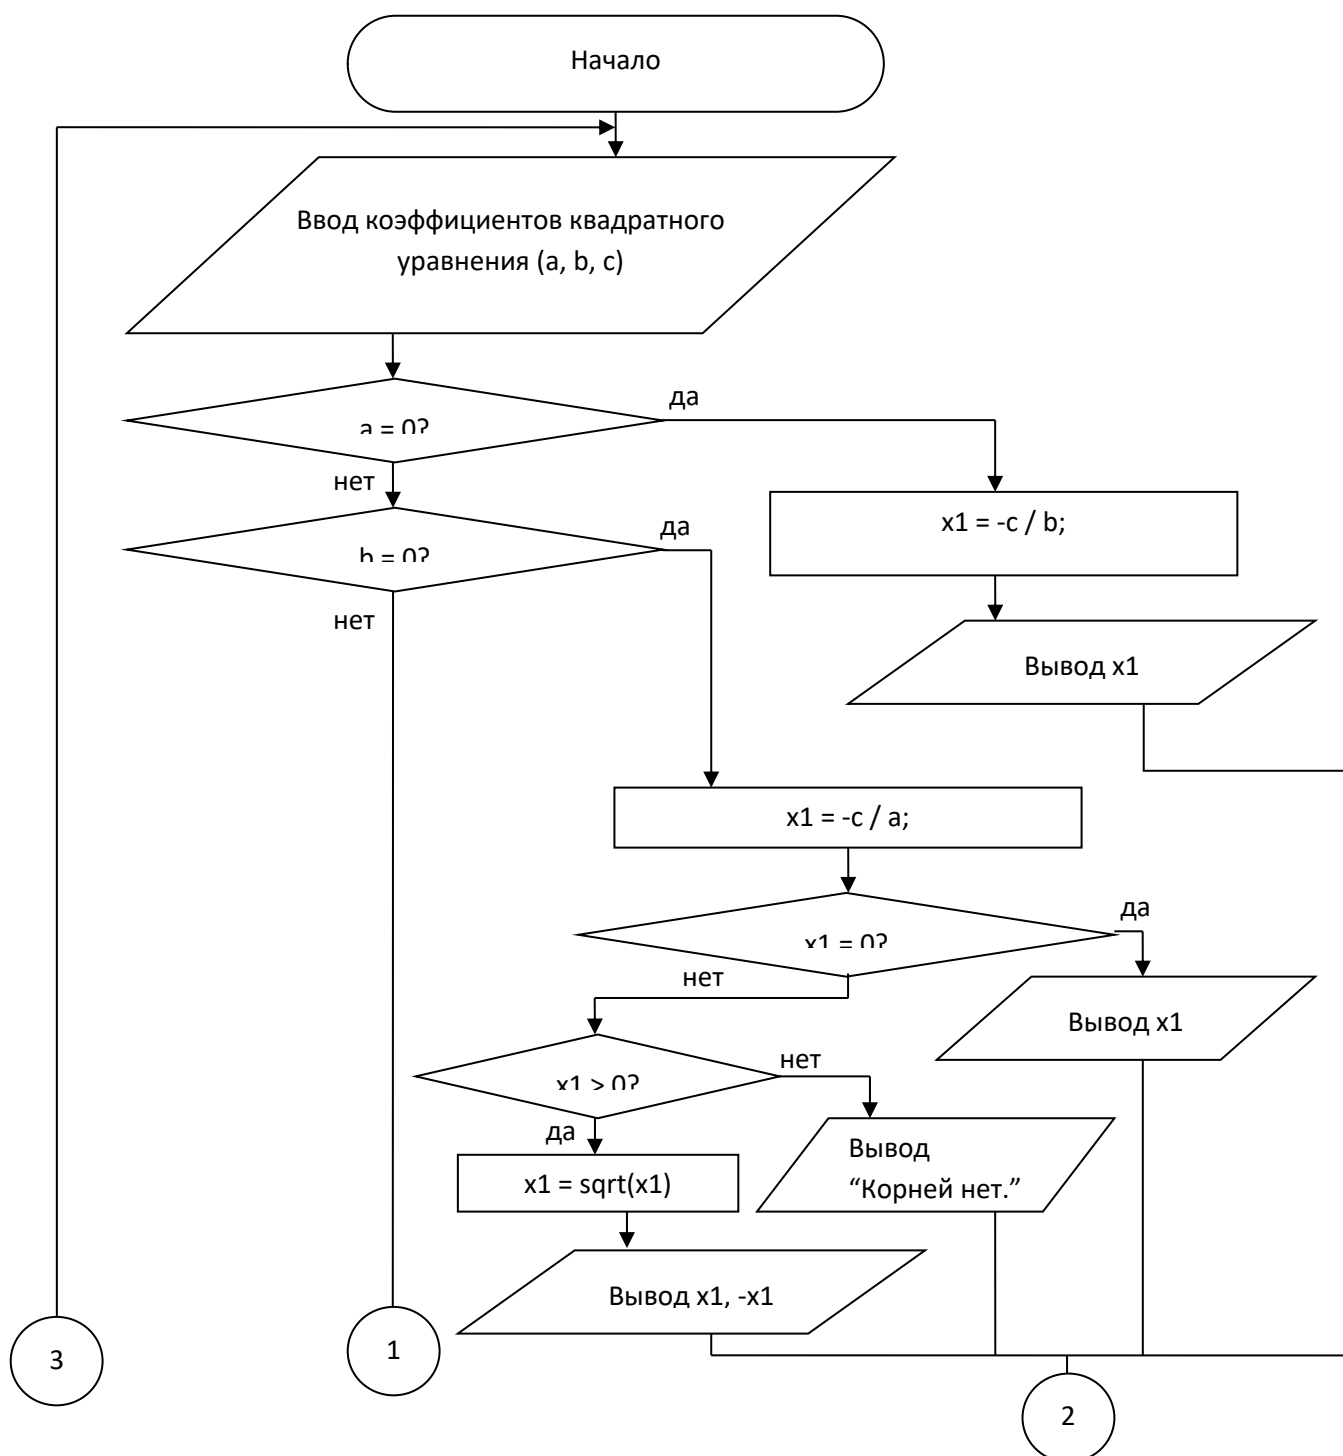 Начало
Ввод коэффициентов квадратного
уравнения (a, b, c)
да
a = 0?
нет
x1 = -c / b;
да
b = 0?
нет
Вывод x1
x1 = -c / a;
да
x1 = 0?
нет
Вывод x1
нет
x1 > 0?
да
Вывод
“Корней нет.”
x1 = sqrt(x1)
Вывод x1, -x1
3
1
2